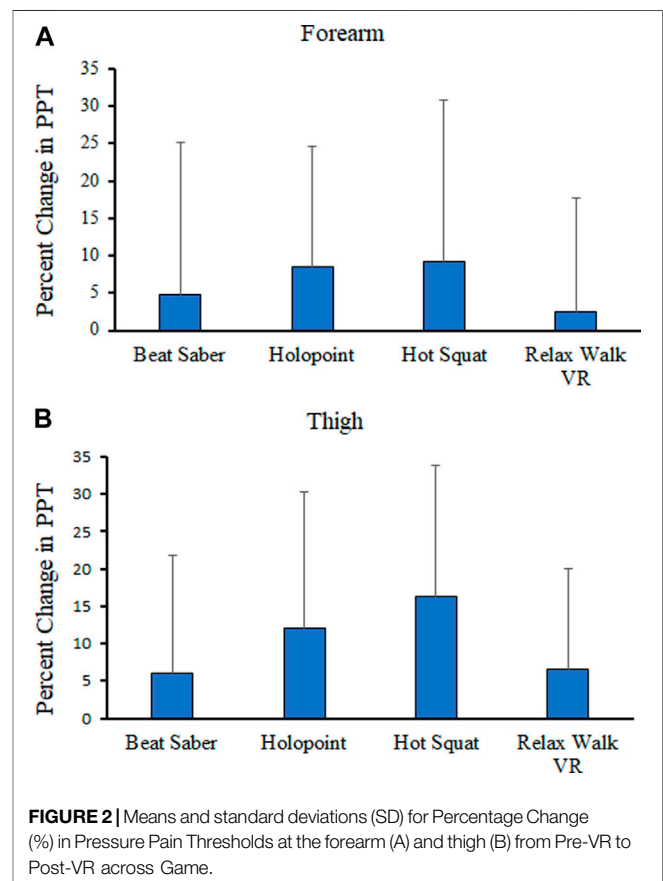 A
Forearm
Percent Change in PPT
35
30
25
20
15
10
5
0
Beat Saber Holopoint Hot Squat Relax Walk
VR
B
Thigh
Percent Change in PPT
35
30
25
20
15
10
5
0
Beat Saber Holopoint Hot Squat Relax Walk
VR
FIGURE 2 | Means and standard deviations (SD) for Percentage Change
(%) in Pressure Pain Thresholds at the forearm (A) and thigh (B) from Pre-VR to
Post-VR across Game.